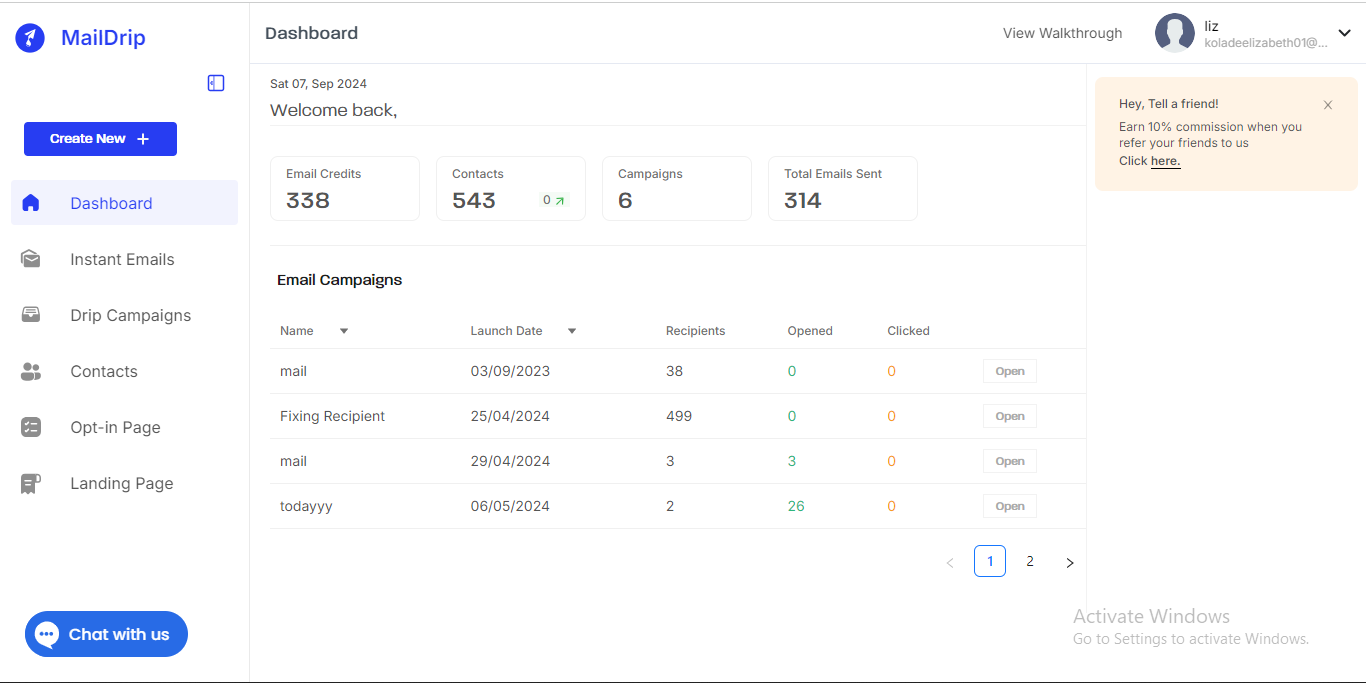 MailDrip
Dashboard
View Walkthrough
liz
koladeelizabeth01@...
Create New +
Dashboard
Instant Emails
Drip Campaigns
Contacts
Opt-in Page
Landing Page
Chat with us
Sat 07, Sep 2024
Welcome back,
Email Credits
338
Contacts
543 0
Campaigns
6
Total Emails Sent
314
Hey, Tell a friend!
Earn 10% commission when you
refer your friends to us
Click here.
Email Campaigns
Name Launch Date Recipients Opened Clicked
mail 03/09/2023 38 0 0 Open
Fixing Recipient 25/04/2024 499 0 0 Open
mail 29/04/2024 3 3 0 Open
todayyy 06/05/2024 2 26 0 Open
< 1 2 >
Activate Windows
Go to Settings to activate Windows.